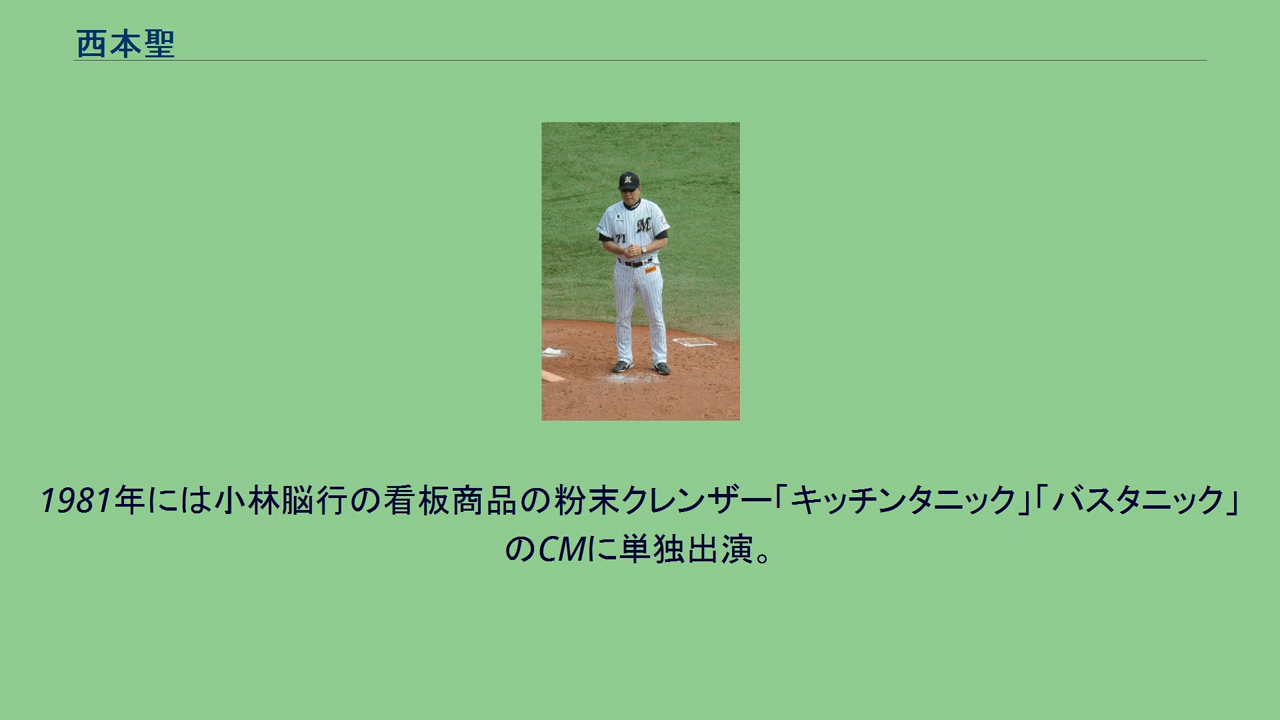 西本聖
71
M
1981年には小林脳行の看板商品の粉末クレンザー「キッチンタニック」「バスタニック」
のCMに単独出演。